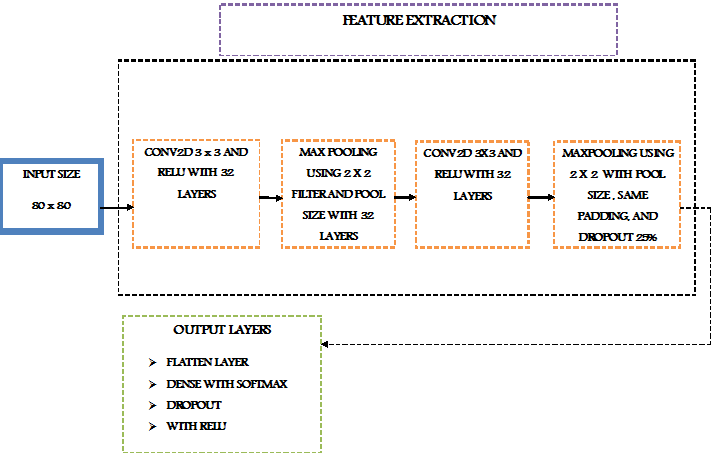 FEATURE EXTRACTION
INPUT SIZE
80 x 80
CONV2D 3 x 3 AND
RELU WITH 32
LAYERS
MAX POOLING
USING 2 X 2
FILTER AND POOL
SIZE WITH 32
LAYERS
CONV2D 3X3 AND
RELU WITH 32
LAYERS
MAXPOOLING USING
2 X 2 WITH POOL
SIZE , SAME
PADDING, AND
DROPOUT 25%
OUTPUT LAYERS
➢ FLATTEN LAYER
➢ DENSE WITH SOFTMAX
➢ DROPOUT
➢ WITH RELU